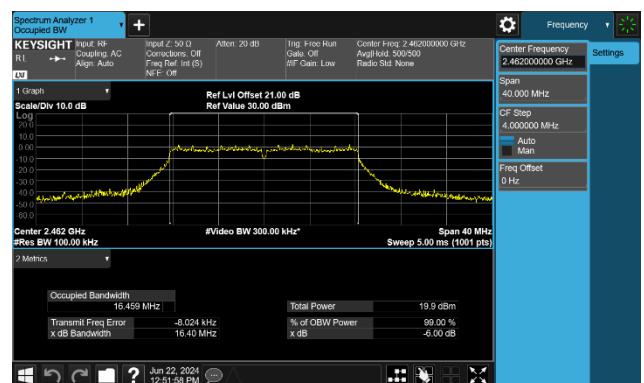 Spectrum Analyzer 1
Occupied BW
Frequency
KEYSIGHT
Input: RF
Coupling: AC
Align: Auto
Input Z: 50 Ω
Corrections: Off
Freq Ref: Int (S)
NFE: Off
Atten: 20 dB
Trig: Free Run
Gate: Off
#IF Gain: Low
Center Freq: 2.462000000 GHz
Avg|Hold: 500/500
Radio Std: None
R L
LXI
Center Frequency
2.462000000 GHz
Settings
Span
40.000 MHz
CF Step
4.000000 MHz
Auto
Man
Freq Offset
0 Hz
1 Graph
Scale/Div 10.0 dB
Ref Lvl Offset 21.00 dB
Ref Value 30.00 dBm
Log
20.0
10.0
0.00
-10.0
-20.0
-30.0
-40.0
-50.0
-60.0
Center 2.462 GHz
#Res BW 100.00 kHz
#Video BW 300.00 kHz*
Span 40 MHz
Sweep 5.00 ms (1001 pts)
2 Metrics
Occupied Bandwidth
16.459 MHz
Total Power 19.9 dBm
Transmit Freq Error -8.024 kHz
% of OBW Power 99.00 %
x dB Bandwidth 16.40 MHz
x dB -6.00 dB
?
Jun 22, 2024
12:51:58 PM